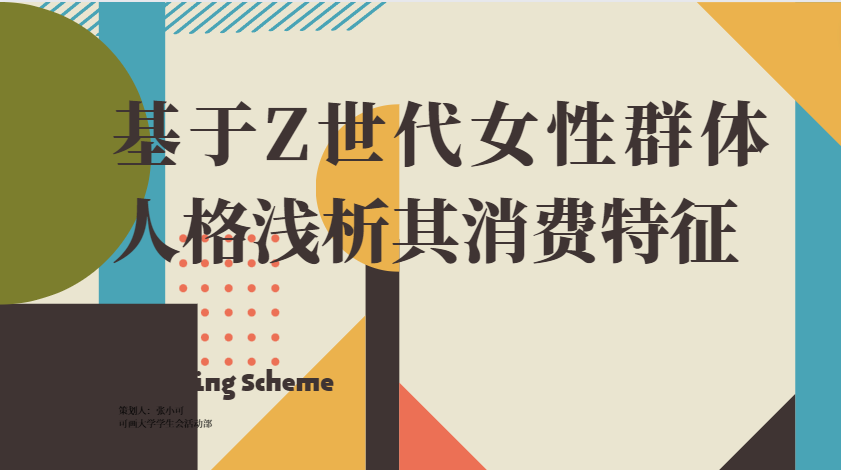 基于Z世代女性群体
人格浅析其消费特征
ing Scheme
策划人：张小可
可画大学学生会活动部